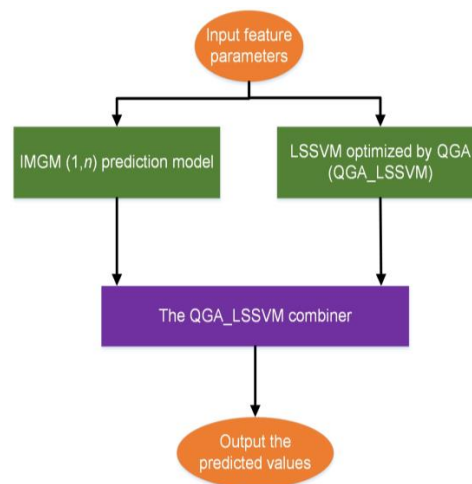 Input feature
parameters
IMGM (1,n) prediction model
LSSVM optimized by QGA
(QGA_LSSVM)
The QGA_LSSVM combiner
Output the
predicted values